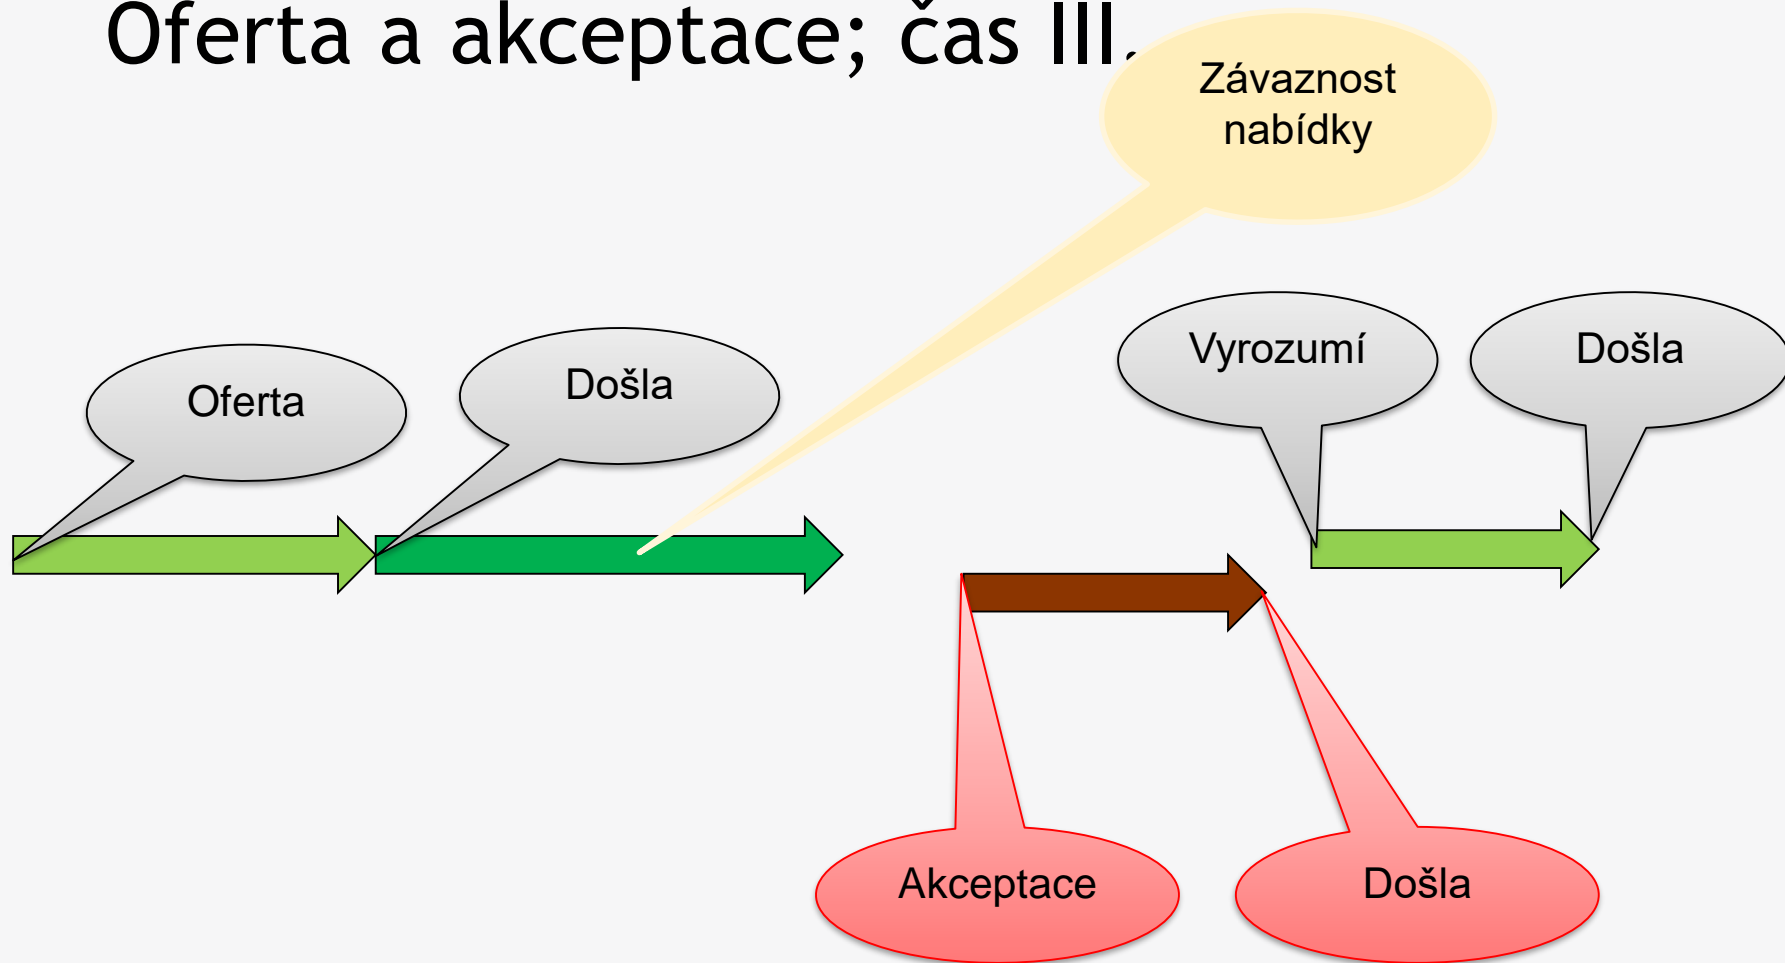 Oferta a akceptace; čas III.
Závaznost
nabídky
Vyrozumí
Došla
Došla
Oferta
Akceptace
Došla